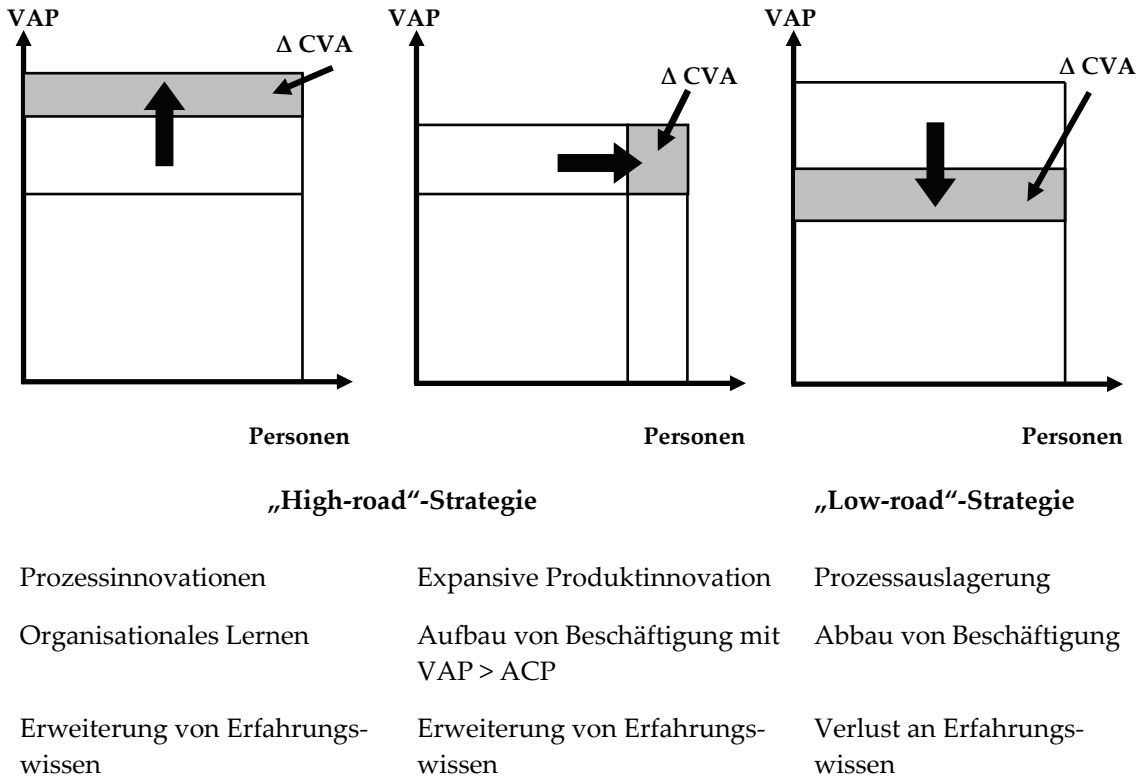 VAP
Δ CVA
Personen
VAP
Δ CVA
Personen
VAP
Δ CVA
Personen
„High-road“-Strategie
„Low-road“-Strategie
Prozessinnovationen
Expansive Produktinnovation
Prozessauslagerung
Organisationales Lernen
Aufbau von Beschäftigung mit
VAP > ACP
Abbau von Beschäftigung
Erweiterung von Erfahrungs-
wissen
Erweiterung von Erfahrungs-
wissen
Verlust an Erfahrungs-
wissen